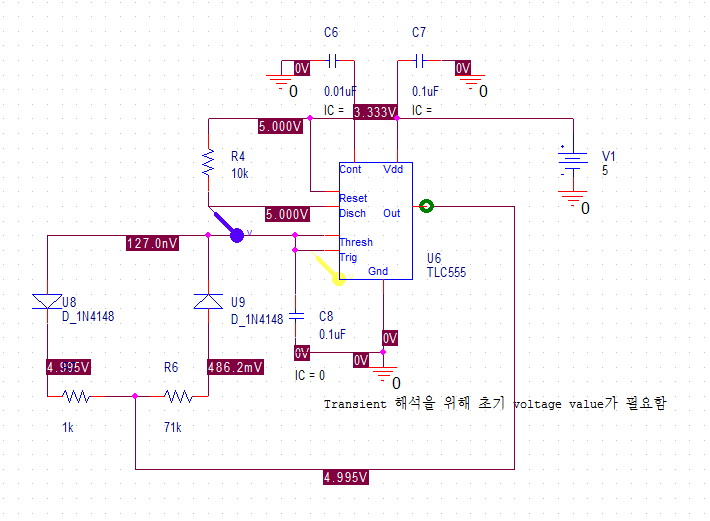 C6
C7
0V
0V
0
0.01uF
0.1uF
0
IC =
IC =
3.333V
5.000V
R4
10k
Cont
Vdd
V1
5
Reset
5.000V
Disch
Out
0
V
127.0nV
Thresh
Trig
U6
TLC555
Gnd
U8
D_1N4148
U9
D_1N4148
C8
0.1uF
0V
0V
0V
4.995V
R6
486.2mV
IC = 0
0
Transient 해석을 위해 초기 voltage value가 필요함
1k
71k
4.995V